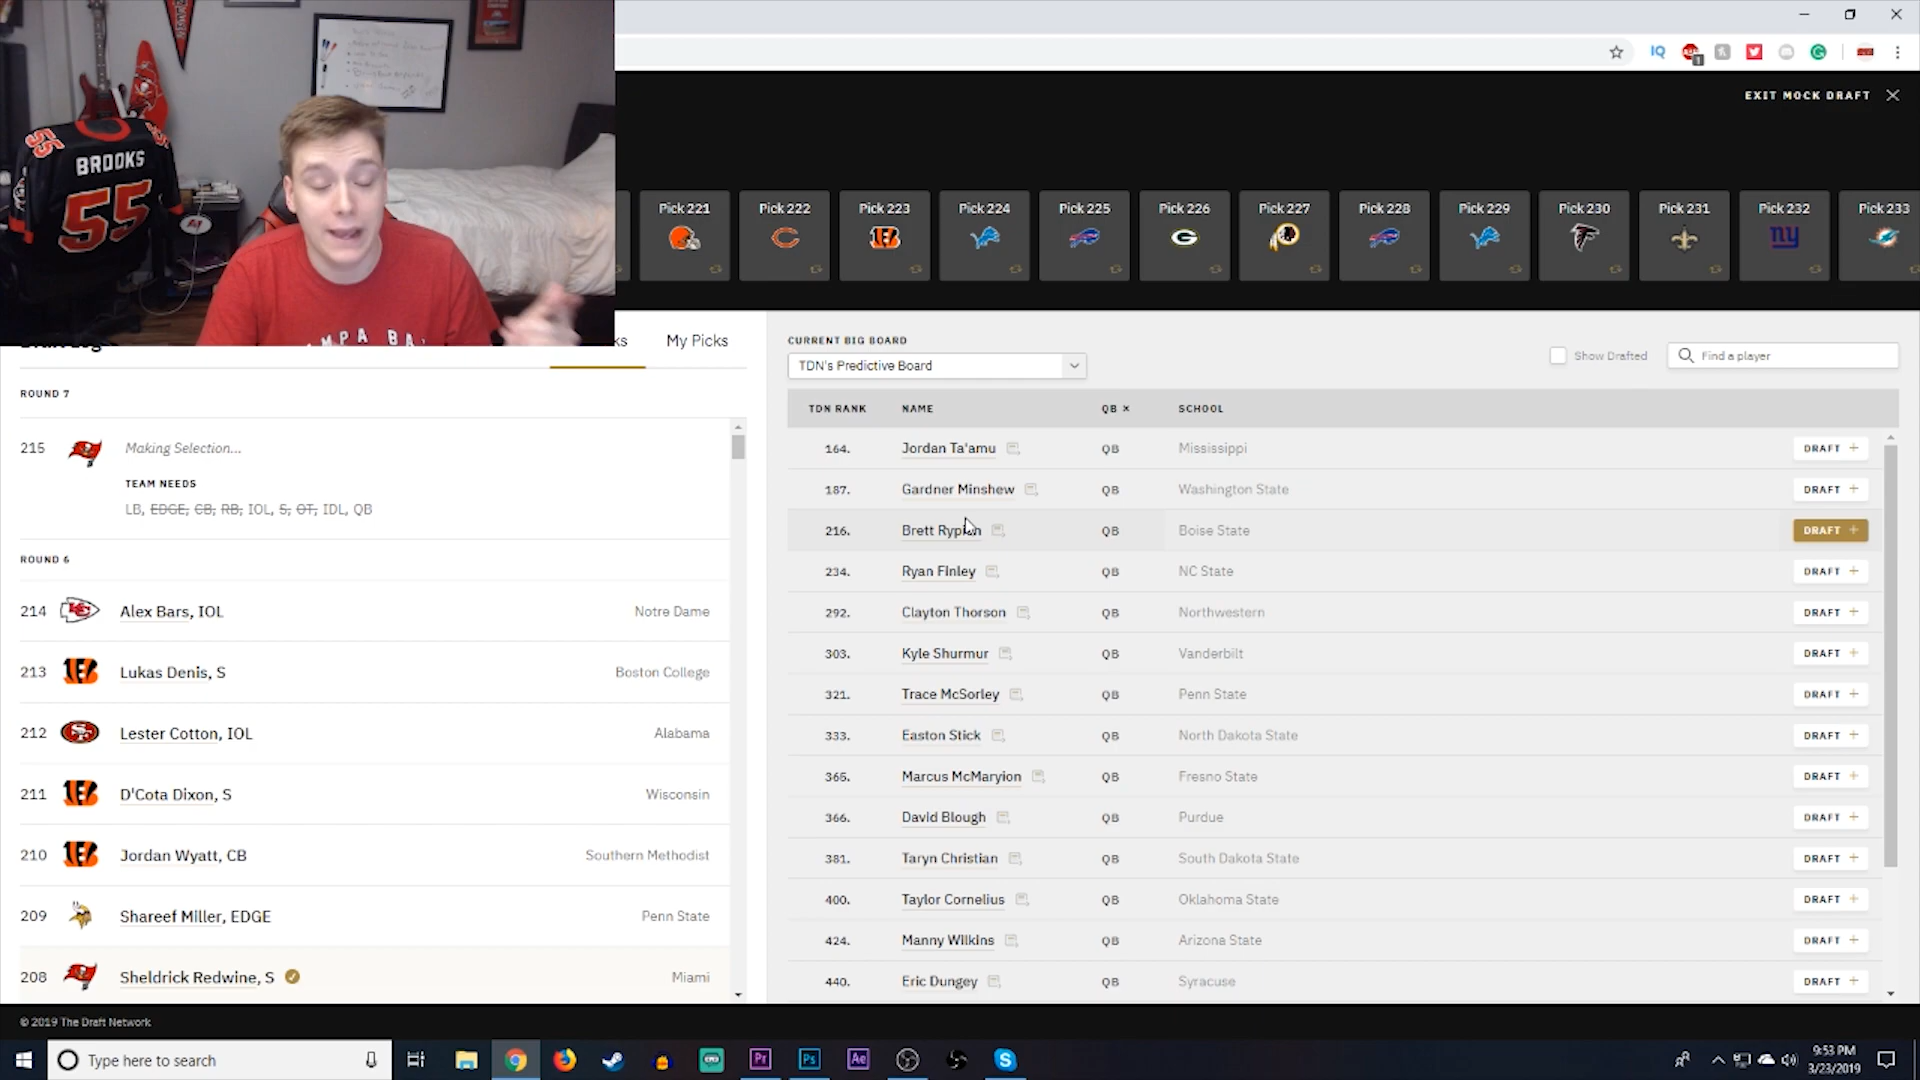 BROOKS
55
55
MPA BA
EXIT MOCK DRAFT
Pick 221
Pick 222
Pick 223
Pick 224
Pick 225
Pick 226
Pick 227
Pick 228
Pick 229
Pick 230
Pick 231
Pick 232
Pick 233
ks
My Picks
ROUND 7
215
Making Selection...
TEAM NEEDS
LB, EDGE, CB, RB, IOL, S, OT, IDL, QB
ROUND 6
214 Alex Bars, IOL Notre Dame
213 Lukas Denis, S Boston College
212 Lester Cotton, IOL Alabama
211 D'Cota Dixon, S Wisconsin
210 Jordan Wyatt, CB Southern Methodist
209 Shareef Miller, EDGE Penn State
208 Sheldrick Redwine, S Miami
CURRENT BIG BOARD
TDN's Predictive Board
Show Drafted
Find a player
TDN RANK NAME QB × SCHOOL
164. Jordan Ta'amu QB Mississippi DRAFT +
187. Gardner Minshew QB Washington State DRAFT +
216. Brett Rypien QB Boise State DRAFT +
234. Ryan Finley QB NC State DRAFT +
292. Clayton Thorson QB Northwestern DRAFT +
303. Kyle Shurmur QB Vanderbilt DRAFT +
321. Trace McSorley QB Penn State DRAFT +
333. Easton Stick QB North Dakota State DRAFT +
365. Marcus McMaryion QB Fresno State DRAFT +
366. David Blough QB Purdue DRAFT +
381. Taryn Christian QB South Dakota State DRAFT +
400. Taylor Cornelius QB Oklahoma State DRAFT +
424. Manny Wilkins QB Arizona State DRAFT +
440. Eric Dungey QB Syracuse DRAFT +
© 2019 The Draft Network
Type here to search
Pr
Ps
Ae
9:53 PM
3/23/2019